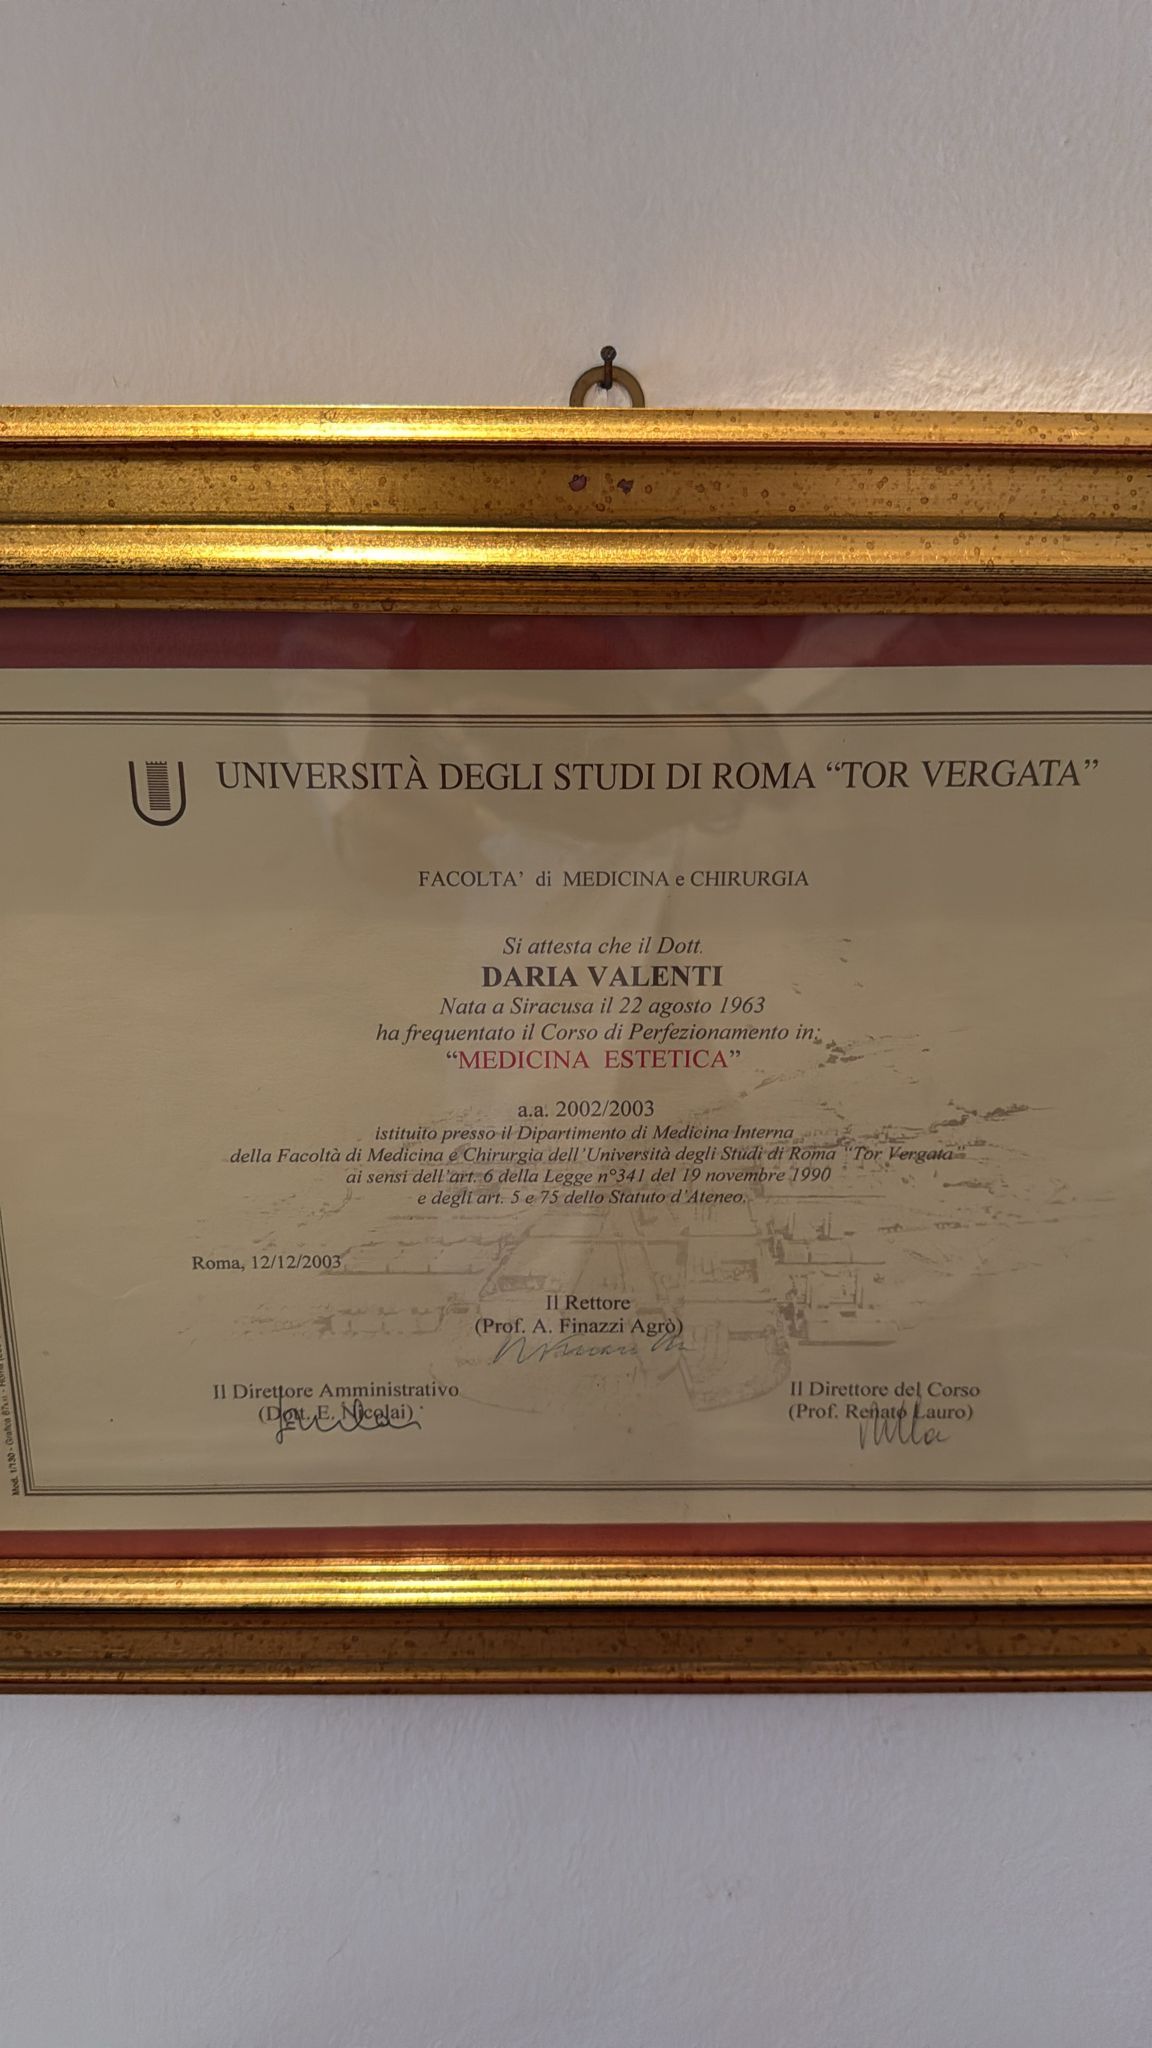 UNIVERSITÀ DEGLI STUDI DI ROMA “TOR VERGATA”
FACOLTA’ di MEDICINA e CHIRURGIA
Si attesta che il Dott.
DARIA VALENTI
Nata a Siracusa il 22 agosto 1963
ha frequentato il Corso di Perfezionamento in:
“MEDICINA ESTETICA”
a.a. 2002/2003
istituito presso il Dipartimento di Medicina Interna
della Facoltà di Medicina e Chirurgia dell’Università degli Studi di Roma “Tor Vergata”
ai sensi dell’art. 6 della Legge n°341 del 19 novembre 1990
e degli art. 5 e 75 dello Statuto d’Ateneo.
Roma, 12/12/2003
Il Rettore
(Prof. A. Finazzi Agrò)
Il Direttore Amministrativo
(Dott. E. Nicolai)
Il Direttore del Corso
(Prof. Renato Lauro)
Mod. 1/130 - Grafica